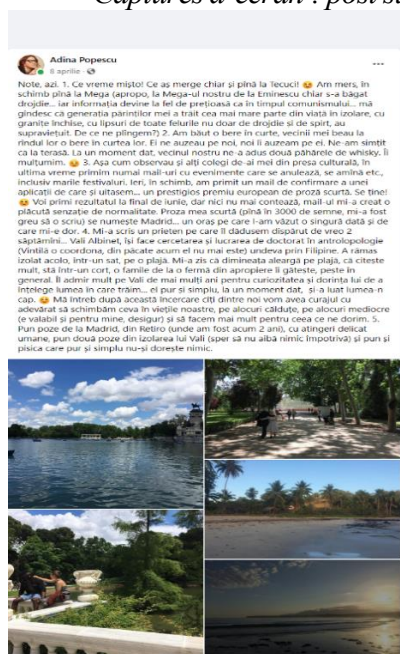 Captures d'écran : post su
Adina Popescu
8 aprilie ·
Note, azi. 1. Ce vreme mișto! Ce aș merge chiar și pînă la Tecuci! Am mers, în
schimb pînă la Mega (apropo, la Mega-ul nostru de la Eminescu chiar s-a băgat
drojdie... iar informația devine la fel de prețioasă ca în timpul comunismului... mă
gîndesc că generația părinților mei a trăit cea mai mare parte din viață în izolare, cu
granițe închise, cu lipsuri de toate felurile nu doar de drojdie și de spirt, au
supraviețuit. De ce ne plîngem?) 2. Am băut o bere în curte, vecinii mei beau la
rîndul lor o bere în curtea lor. Ei ne auzeau pe noi, noi îi auzeam pe ei. Ne-am simțit
ca la terasă. La un moment dat, vecinul nostru ne-a adus două păhărele de whisky. Îi
mulțumim. 3. Așa cum observau și alți colegi de-ai mei din presa culturală, în
ultima vreme primim numai mail-uri cu evenimente care se anulează, se amînă etc.,
inclusiv marile festivaluri. Ieri, în schimb, am primit un mail de confirmare a unei
aplicații de care și uitasem... un prestigios premiu european de proză scurtă. Se ține!
Voi primi rezultatul la final de iunie, dar nici nu mai contează, mail-ul mi-a creat o
plăcută senzație de normalitate. Proza mea scurtă (pînă în 3000 de semne, mi-a fost
greu să o scriu) se numește Madrid... un oraș pe care l-am văzut o singură dată și de
care mi-e dor. 4. Mi-a scris un prieten pe care îl dădusem dispărut de vreo 2
săptămîni... Vali Albinet, își face cercetarea și lucrarea de doctorat în antropologie
(Vintilă o coordona, din păcate acum el nu mai este) undeva prin Filipine. A rămas
izolat acolo, într-un sat, pe o plajă. Mi-a zis că dimineața aleargă pe plajă, că citește
mult, stă într-un cort, o famile de la o fermă din apropiere îi gătește, pește în
general. Îl admir mult pe Vali de mai mulți ani pentru curiozitatea și dorința lui de a
înțelege lumea în care trăim... el pur și simplu, la un moment dat, și-a luat lumea-n
cap. Mă întreb după această încercare cîți dintre noi vom avea curajul cu
adevărat să schimbăm ceva în viețile noastre, pe alocuri călduțe, pe alocuri mediocre
(e valabil și pentru mine, desigur) și să facem mai mult pentru ceea ce ne dorim. 5.
Pun poze de la Madrid, din Retiro (unde am fost acum 2 ani), cu atingeri delicat
umane, pun două poze din izolarea lui Vali (sper să nu aibă nimic împotrivă) și pun și
pisica care pur și simplu nu-și dorește nimic.